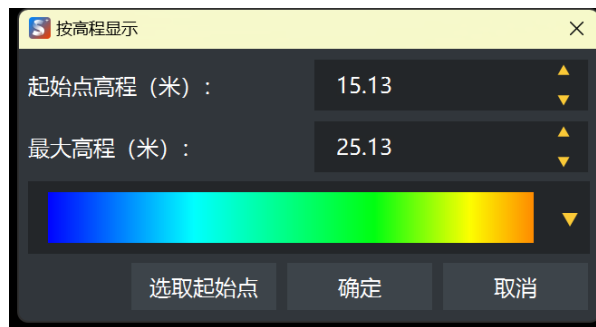 按高程显示
起始点高程（米）: 15.13
最大高程（米）: 25.13
选取起始点 确定 取消